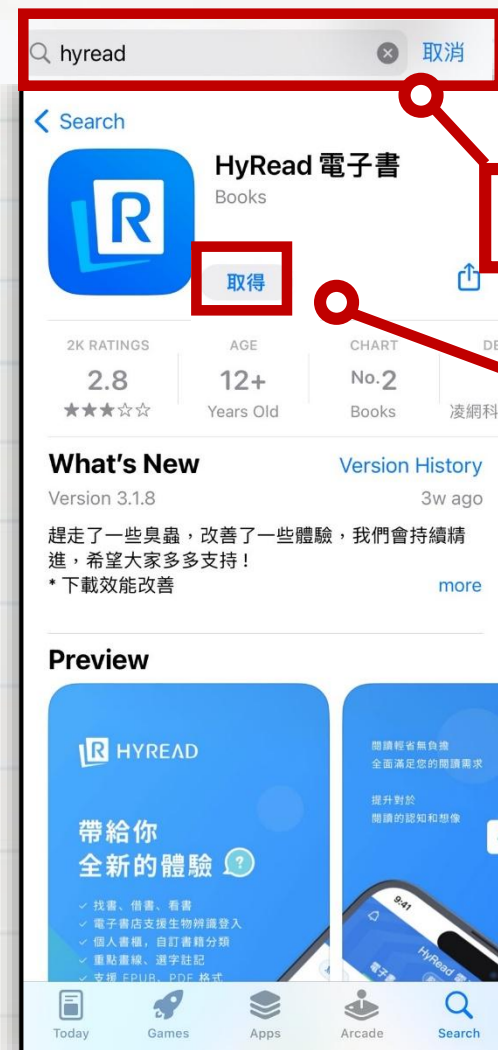 hyread
取消
Search
HyRead 電子書
Books
取得
2K RATINGS
AGE
CHART
DE
2.8
12+
No.2
★★★☆☆
Years Old
Books
凌網科
What's New
Version History
Version 3.1.8
3w ago
趕走了一些臭蟲，改善了一些體驗，我們會持續精
進，希望大家多多支持！
* 下載效能改善
more
Preview
R HYREAD
帶給你
全新的體驗 ?
✓ 找書、借書、看書
✓ 電子書店支援生物辨識登入
✓ 個人書櫃，自訂書籍分類
✓ 重點畫線、選字註記
✓ 支援 EPUB、PDF 格式
閱讀輕省無負擔
全面滿足您的閱讀需求
提升對於
閱讀的認知和想像
9:41
HyRead
Today
Games
Apps
Arcade
Search